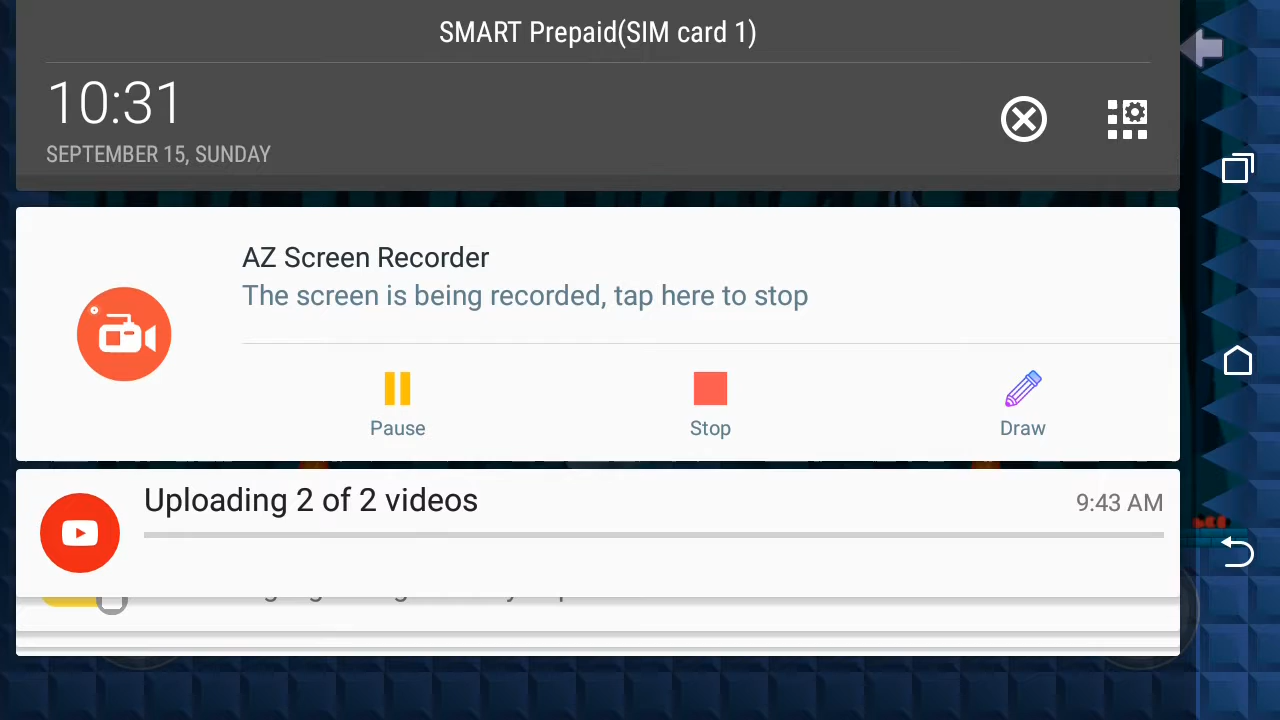 SMART Prepaid(SIM card 1)
10:31
SEPTEMBER 15, SUNDAY
AZ Screen Recorder
The screen is being recorded, tap here to stop
Pause
Stop
Draw
Uploading 2 of 2 videos
9:43 AM